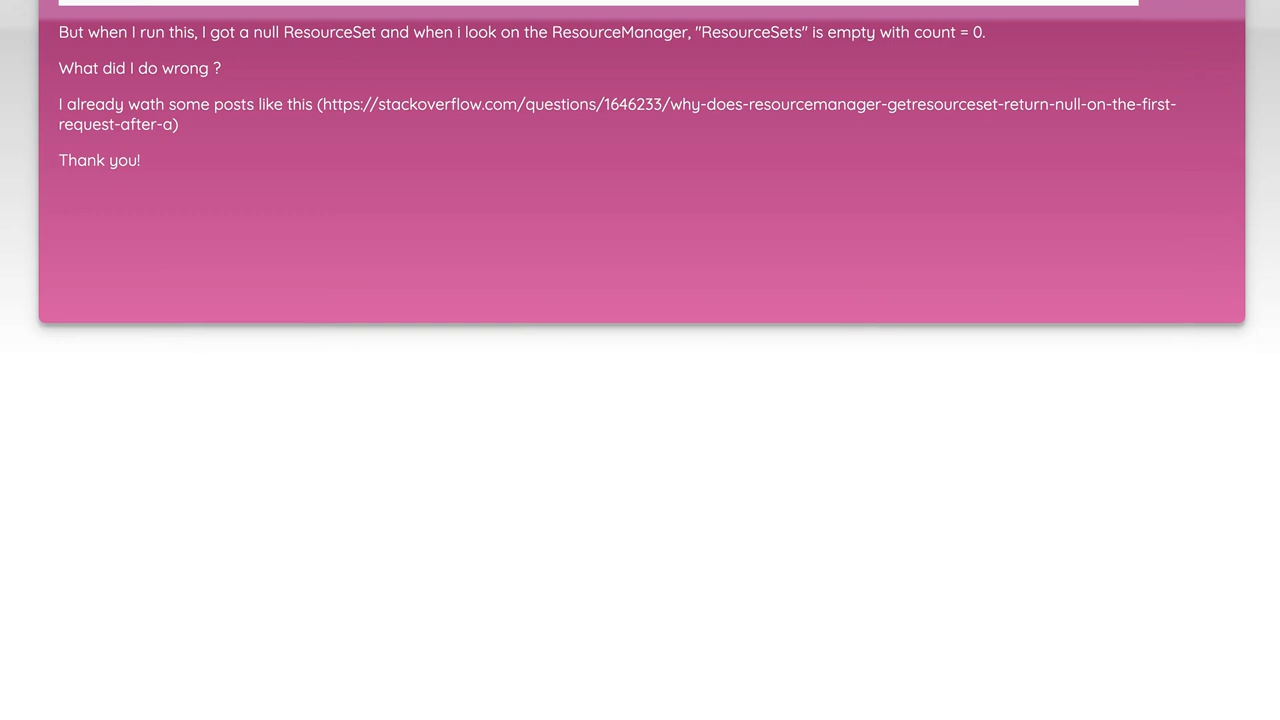 But when I run this, I got a null ResourceSet and when i look on the ResourceManager, "ResourceSets" is empty with count = 0.
What did I do wrong ?
I already wath some posts like this (https://stackoverflow.com/questions/1646233/why-does-resourcemanager-getresourceset-return-null-on-the-first-
request-after-a)
Thank you!